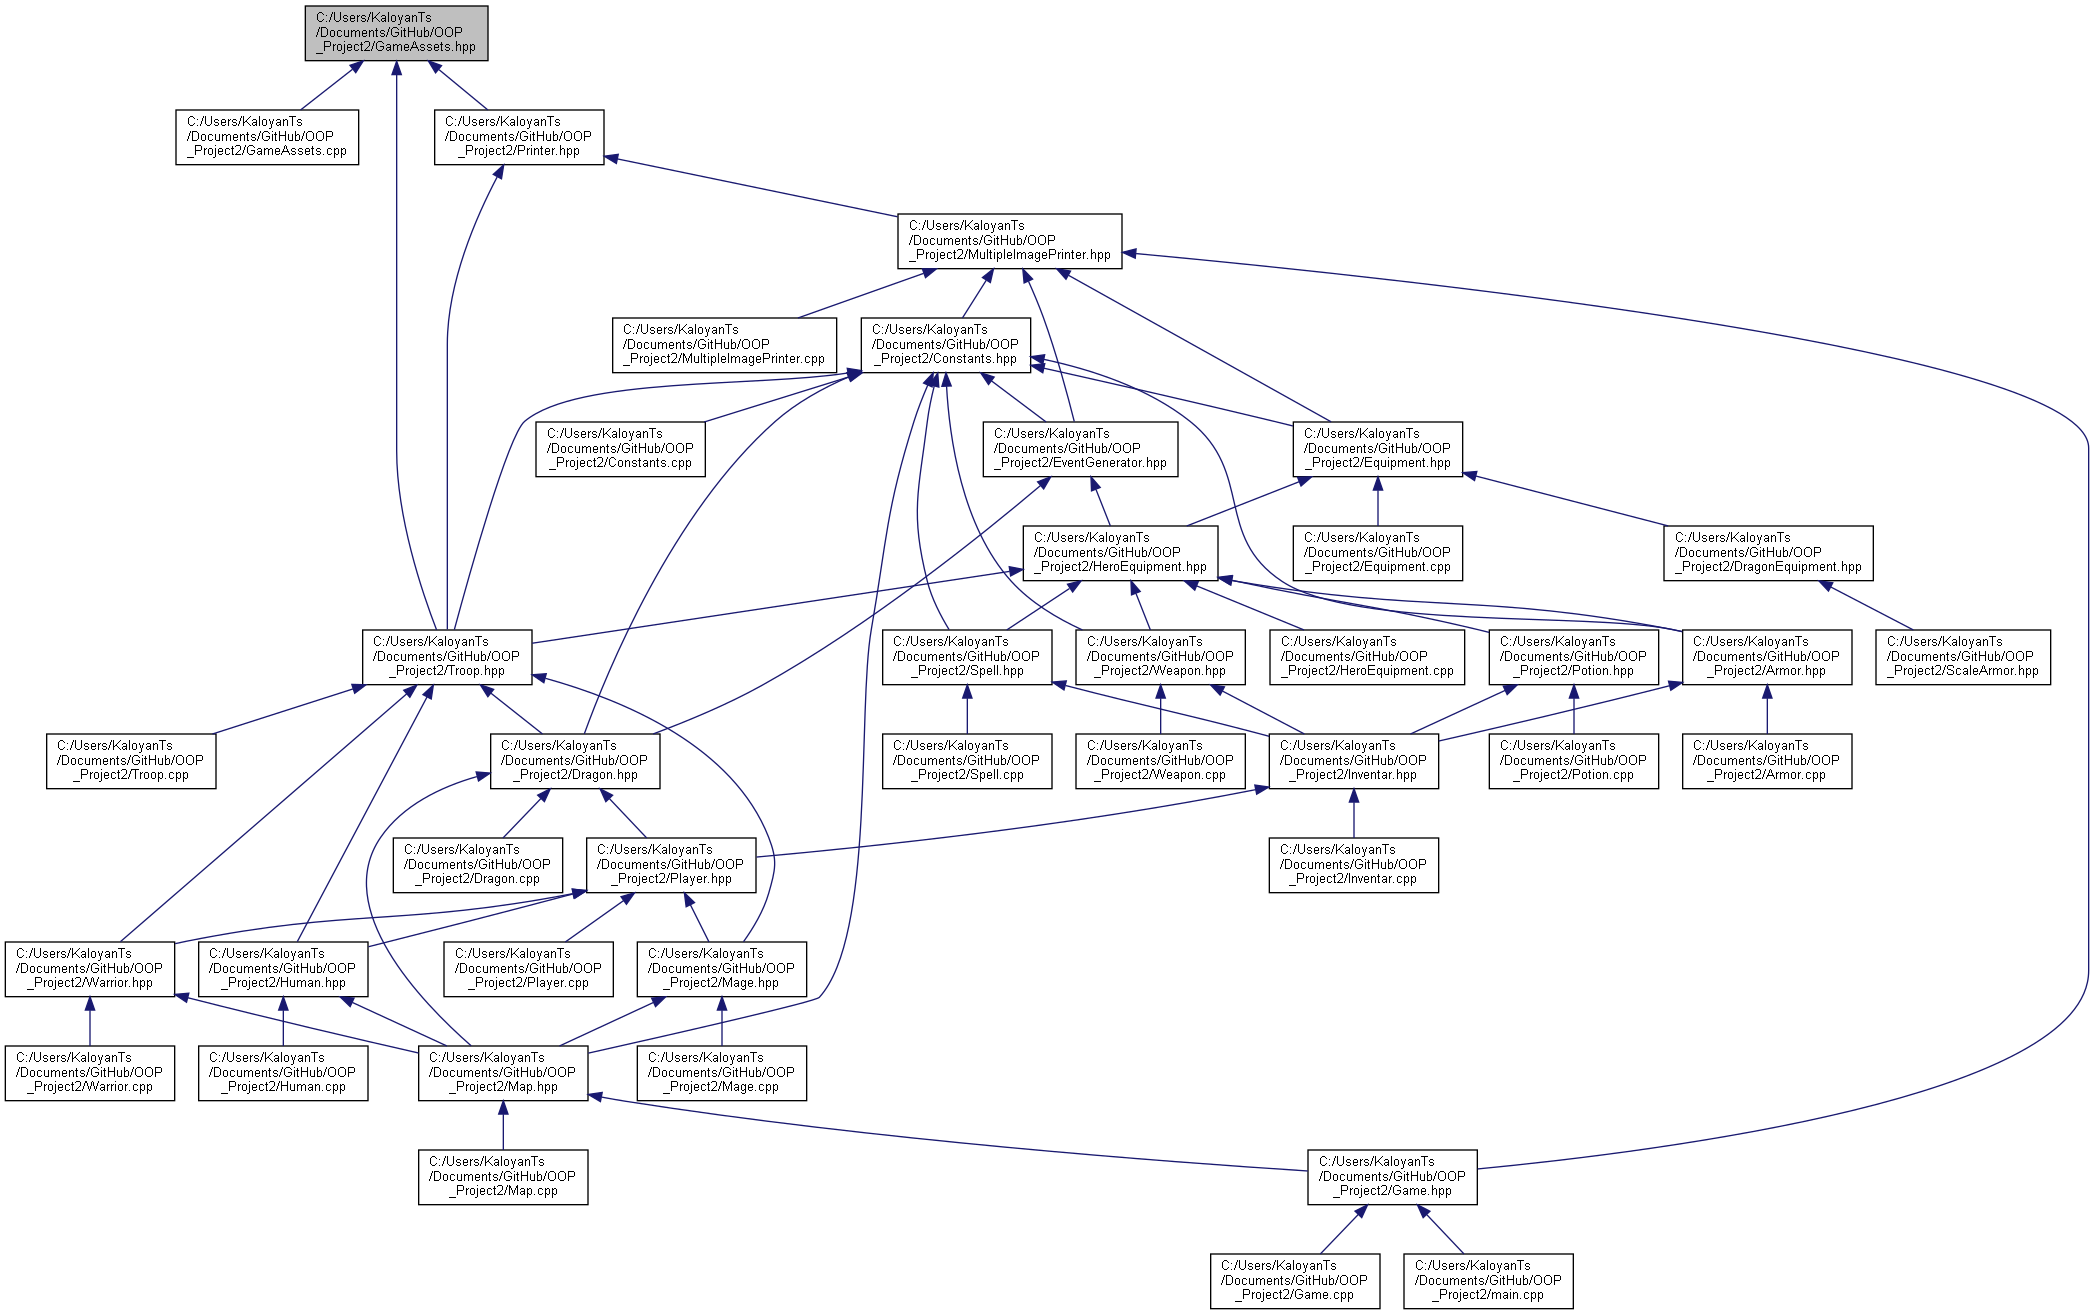 C:/Users/KaloyanTs
/Documents/GitHub/OOP
_Project2/GameAssets.hpp
C:/Users/KaloyanTs
/Documents/GitHub/OOP
_Project2/GameAssets.cpp
C:/Users/KaloyanTs
/Documents/GitHub/OOP
_Project2/Printer.hpp
C:/Users/KaloyanTs
/Documents/GitHub/OOP
_Project2/MultipleImagePrinter.hpp
C:/Users/KaloyanTs
/Documents/GitHub/OOP
_Project2/MultipleImagePrinter.cpp
C:/Users/KaloyanTs
/Documents/GitHub/OOP
_Project2/Constants.hpp
C:/Users/KaloyanTs
/Documents/GitHub/OOP
_Project2/Constants.cpp
C:/Users/KaloyanTs
/Documents/GitHub/OOP
_Project2/EventGenerator.hpp
C:/Users/KaloyanTs
/Documents/GitHub/OOP
_Project2/Equipment.hpp
C:/Users/KaloyanTs
/Documents/GitHub/OOP
_Project2/HeroEquipment.hpp
C:/Users/KaloyanTs
/Documents/GitHub/OOP
_Project2/Equipment.cpp
C:/Users/KaloyanTs
/Documents/GitHub/OOP
_Project2/DragonEquipment.hpp
C:/Users/KaloyanTs
/Documents/GitHub/OOP
_Project2/Troop.hpp
C:/Users/KaloyanTs
/Documents/GitHub/OOP
_Project2/Spell.hpp
C:/Users/KaloyanTs
/Documents/GitHub/OOP
_Project2/Weapon.hpp
C:/Users/KaloyanTs
/Documents/GitHub/OOP
_Project2/HeroEquipment.cpp
C:/Users/KaloyanTs
/Documents/GitHub/OOP
_Project2/Potion.hpp
C:/Users/KaloyanTs
/Documents/GitHub/OOP
_Project2/Armor.hpp
C:/Users/KaloyanTs
/Documents/GitHub/OOP
_Project2/ScaleArmor.hpp
C:/Users/KaloyanTs
/Documents/GitHub/OOP
_Project2/Troop.cpp
C:/Users/KaloyanTs
/Documents/GitHub/OOP
_Project2/Dragon.hpp
C:/Users/KaloyanTs
/Documents/GitHub/OOP
_Project2/Spell.cpp
C:/Users/KaloyanTs
/Documents/GitHub/OOP
_Project2/Weapon.cpp
C:/Users/KaloyanTs
/Documents/GitHub/OOP
_Project2/Inventar.hpp
C:/Users/KaloyanTs
/Documents/GitHub/OOP
_Project2/Potion.cpp
C:/Users/KaloyanTs
/Documents/GitHub/OOP
_Project2/Armor.cpp
C:/Users/KaloyanTs
/Documents/GitHub/OOP
_Project2/Dragon.cpp
C:/Users/KaloyanTs
/Documents/GitHub/OOP
_Project2/Player.hpp
C:/Users/KaloyanTs
/Documents/GitHub/OOP
_Project2/Inventar.cpp
C:/Users/KaloyanTs
/Documents/GitHub/OOP
_Project2/Warrior.hpp
C:/Users/KaloyanTs
/Documents/GitHub/OOP
_Project2/Human.hpp
C:/Users/KaloyanTs
/Documents/GitHub/OOP
_Project2/Player.cpp
C:/Users/KaloyanTs
/Documents/GitHub/OOP
_Project2/Mage.hpp
C:/Users/KaloyanTs
/Documents/GitHub/OOP
_Project2/Warrior.cpp
C:/Users/KaloyanTs
/Documents/GitHub/OOP
_Project2/Human.cpp
C:/Users/KaloyanTs
/Documents/GitHub/OOP
_Project2/Map.hpp
C:/Users/KaloyanTs
/Documents/GitHub/OOP
_Project2/Mage.cpp
C:/Users/KaloyanTs
/Documents/GitHub/OOP
_Project2/Map.cpp
C:/Users/KaloyanTs
/Documents/GitHub/OOP
_Project2/Game.hpp
C:/Users/KaloyanTs
/Documents/GitHub/OOP
_Project2/Game.cpp
C:/Users/KaloyanTs
/Documents/GitHub/OOP
_Project2/main.cpp